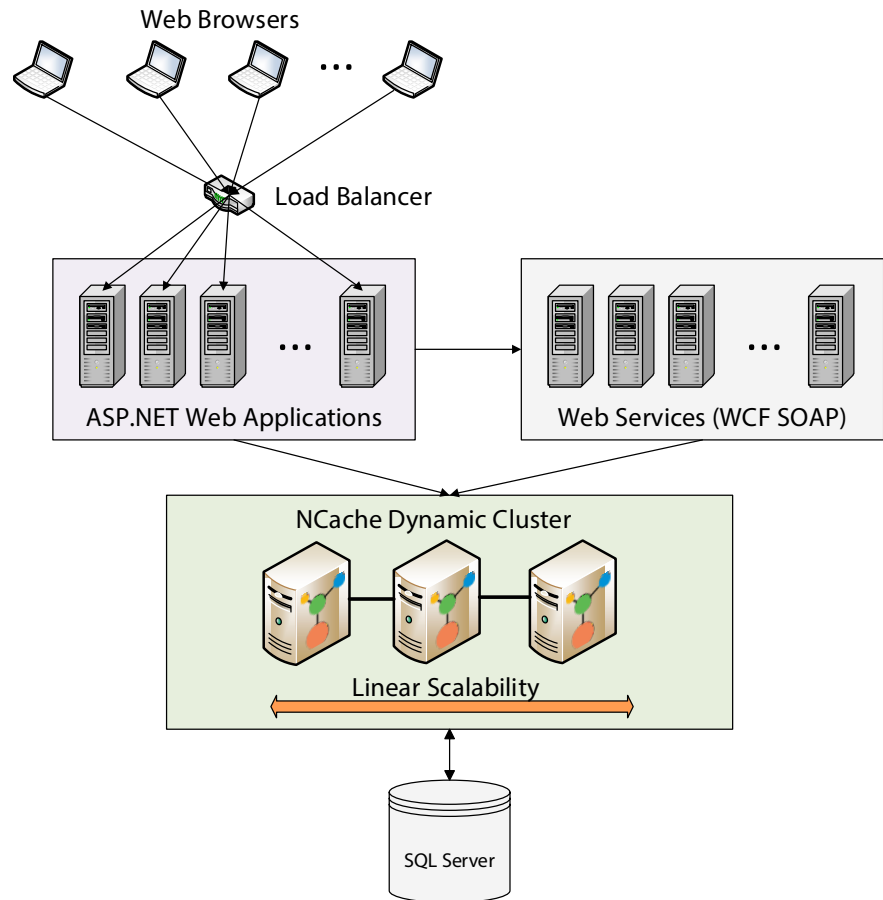 Web Browsers
...
Load Balancer
...
ASP.NET Web Applications
...
Web Services (WCF SOAP)
NCache Dynamic Cluster
Linear Scalability
SQL Server